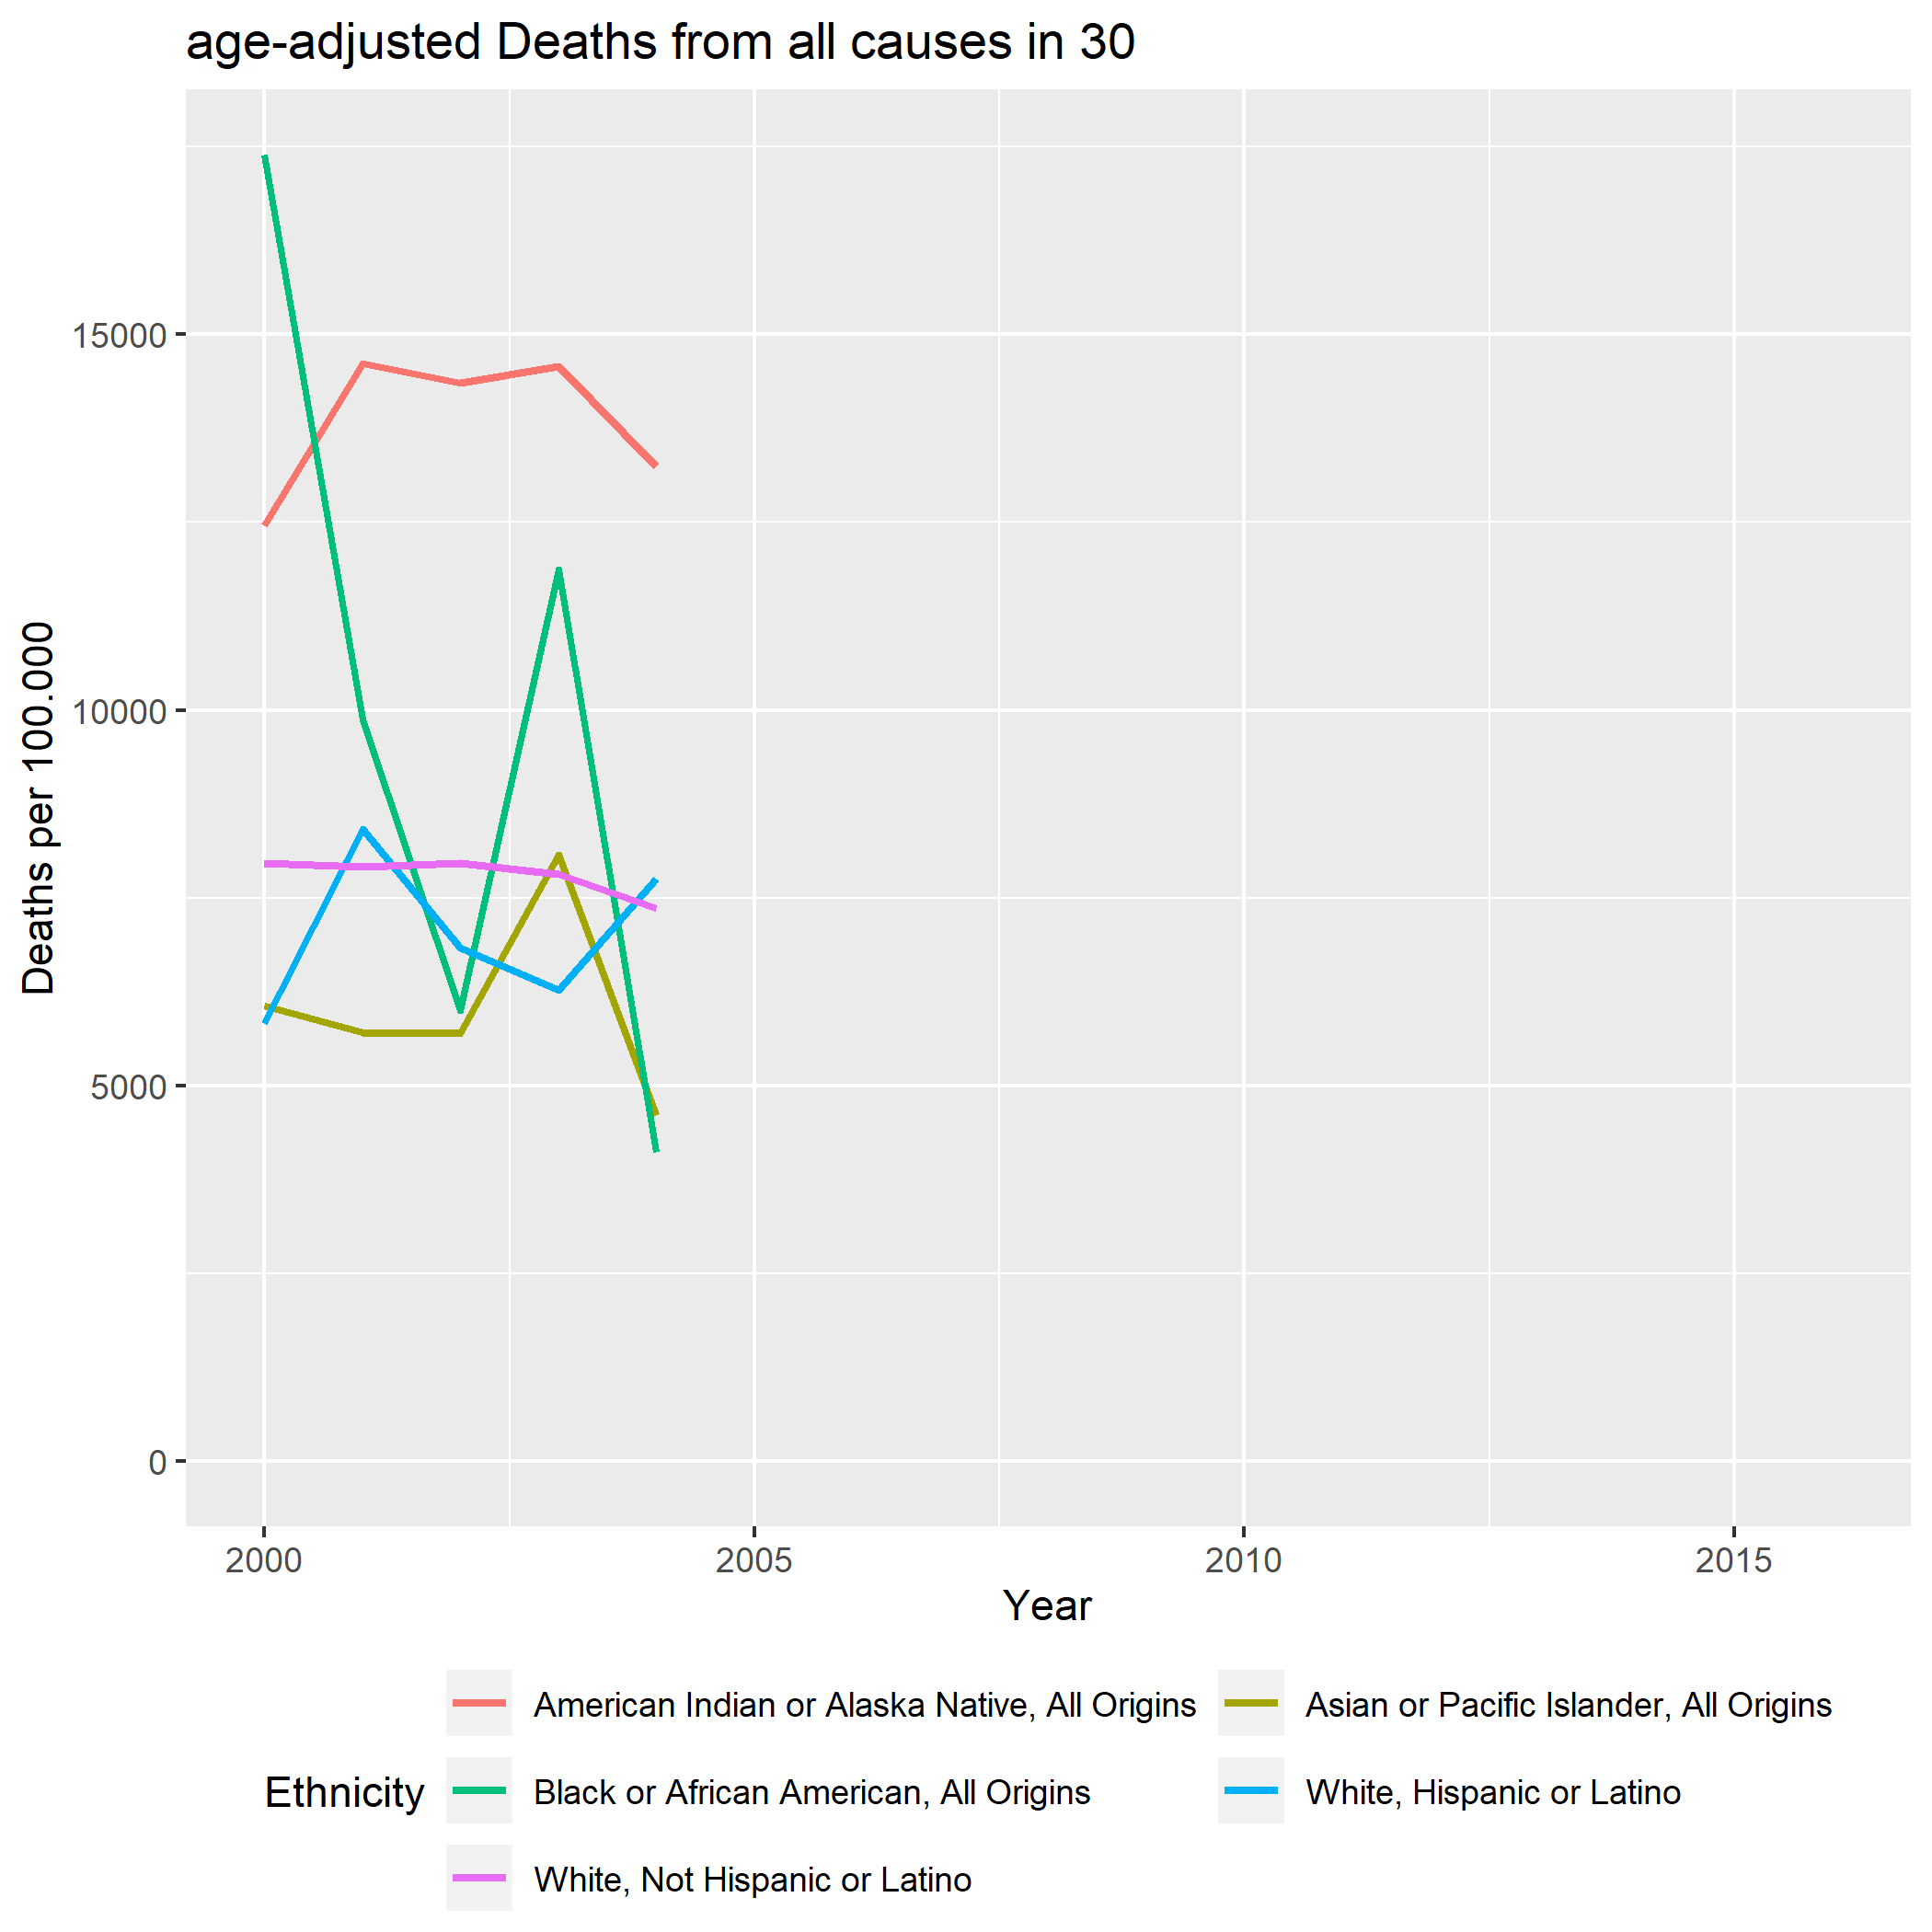 age-adjusted Deaths from all causes in 30
Deaths per 100.000
15000
10000
5000
0
2000 2005 2010 2015
Year
Ethnicity
American Indian or Alaska Native, All Origins
Asian or Pacific Islander, All Origins
Black or African American, All Origins
White, Hispanic or Latino
White, Not Hispanic or Latino